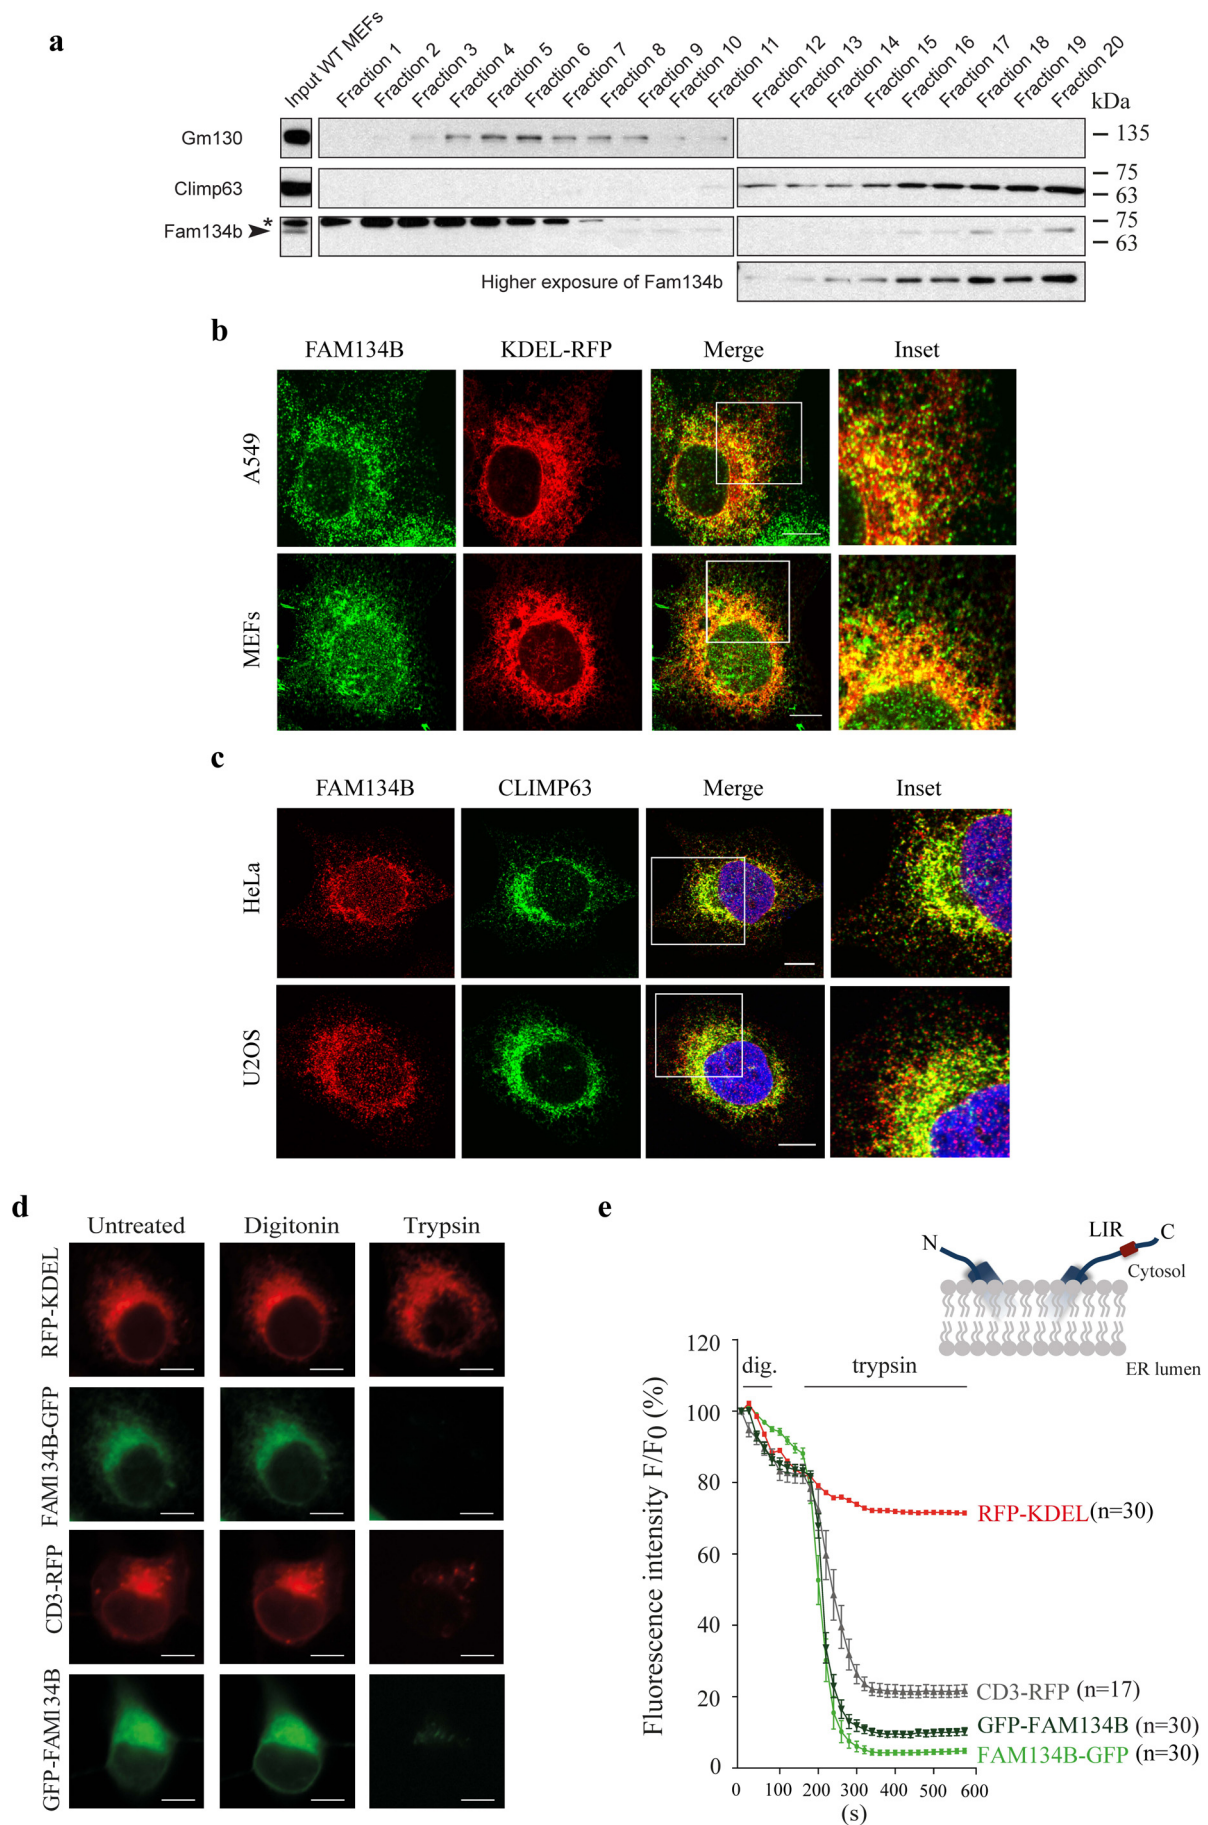 a
Input WT MEFs
Fraction 1
Fraction 2
Fraction 3
Fraction 4
Fraction 5
Fraction 6
Fraction 7
Fraction 8
Fraction 9
Fraction 10
Fraction 11
Fraction 12
Fraction 13
Fraction 14
Fraction 15
Fraction 16
Fraction 17
Fraction 18
Fraction 19
Fraction 20
kDa
Gm130
135
Climp63
75
63
*
Fam134b
75
63
Higher exposure of Fam134b
b
FAM134B KDEL-RFP Merge Inset
A549
MEFs
c
FAM134B CLIMP63 Merge Inset
HeLa
U2OS
d
Untreated Digitonin Trypsin
RFP-KDEL
FAM134B-GFP
CD3-RFP
GFP-FAM134B
e
N LIR C
Cytosol
ER lumen
dig. trypsin
Fluorescence intensity F/F0 (%)
120
100
80
60
40
20
0
RFP-KDEL (n=30)
CD3-RFP (n=17)
GFP-FAM134B (n=30)
FAM134B-GFP (n=30)
0 100 200 300 400 500 600
(s)